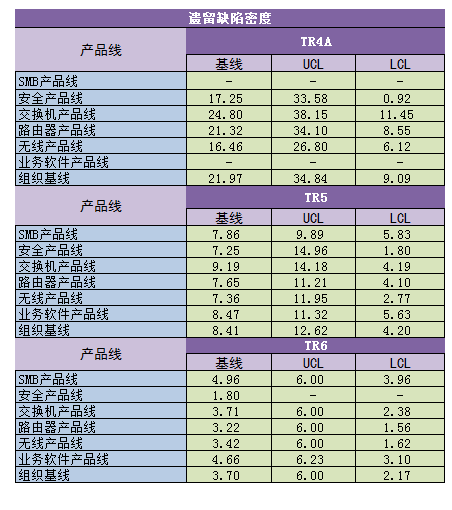 遗留缺陷密度
产品线 TR4A
基线 UCL LCL
SMB产品线 - - -
安全产品线 17.25 33.58 0.92
交换机产品线 24.80 38.15 11.45
路由器产品线 21.32 34.10 8.55
无线产品线 16.46 26.80 6.12
业务软件产品线 - - -
组织基线 21.97 34.84 9.09
产品线 TR5
基线 UCL LCL
SMB产品线 7.86 9.89 5.83
安全产品线 7.25 14.96 1.80
交换机产品线 9.19 14.18 4.19
路由器产品线 7.65 11.21 4.10
无线产品线 7.36 11.95 2.77
业务软件产品线 8.47 11.32 5.63
组织基线 8.41 12.62 4.20
产品线 TR6
基线 UCL LCL
SMB产品线 4.96 6.00 3.96
安全产品线 1.80 - -
交换机产品线 3.71 6.00 2.38
路由器产品线 3.22 6.00 1.56
无线产品线 3.42 6.00 1.62
业务软件产品线 4.66 6.23 3.10
组织基线 3.70 6.00 2.17